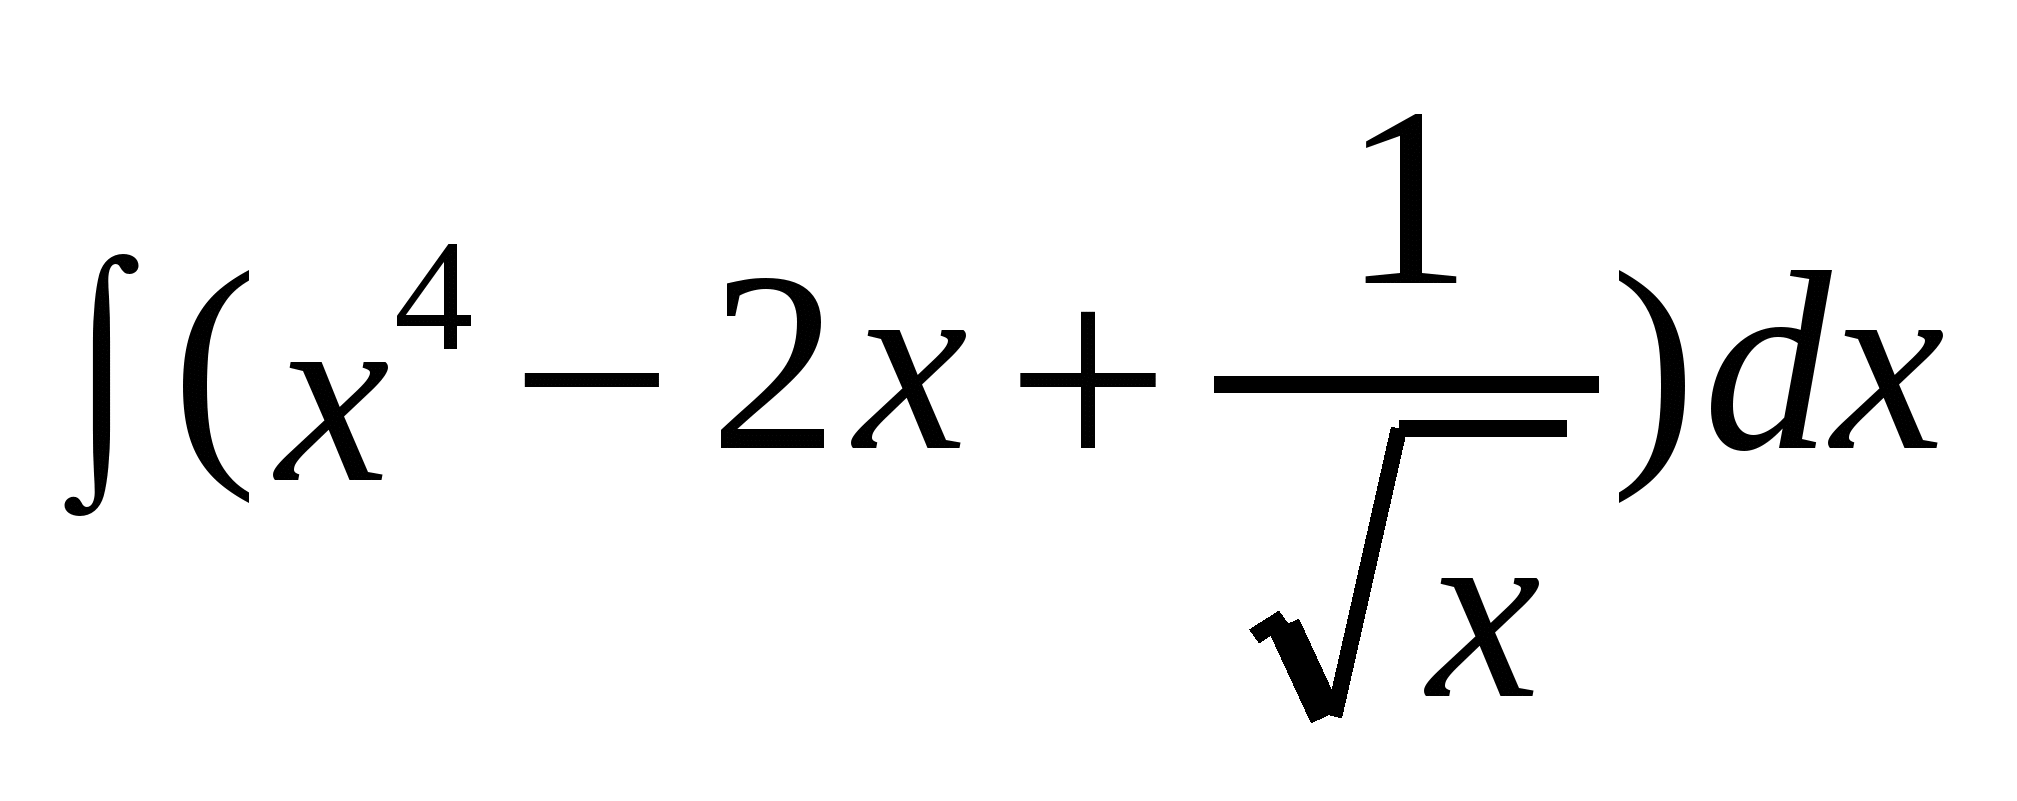 ∫(x⁴ − 2x + 1/√x)dx